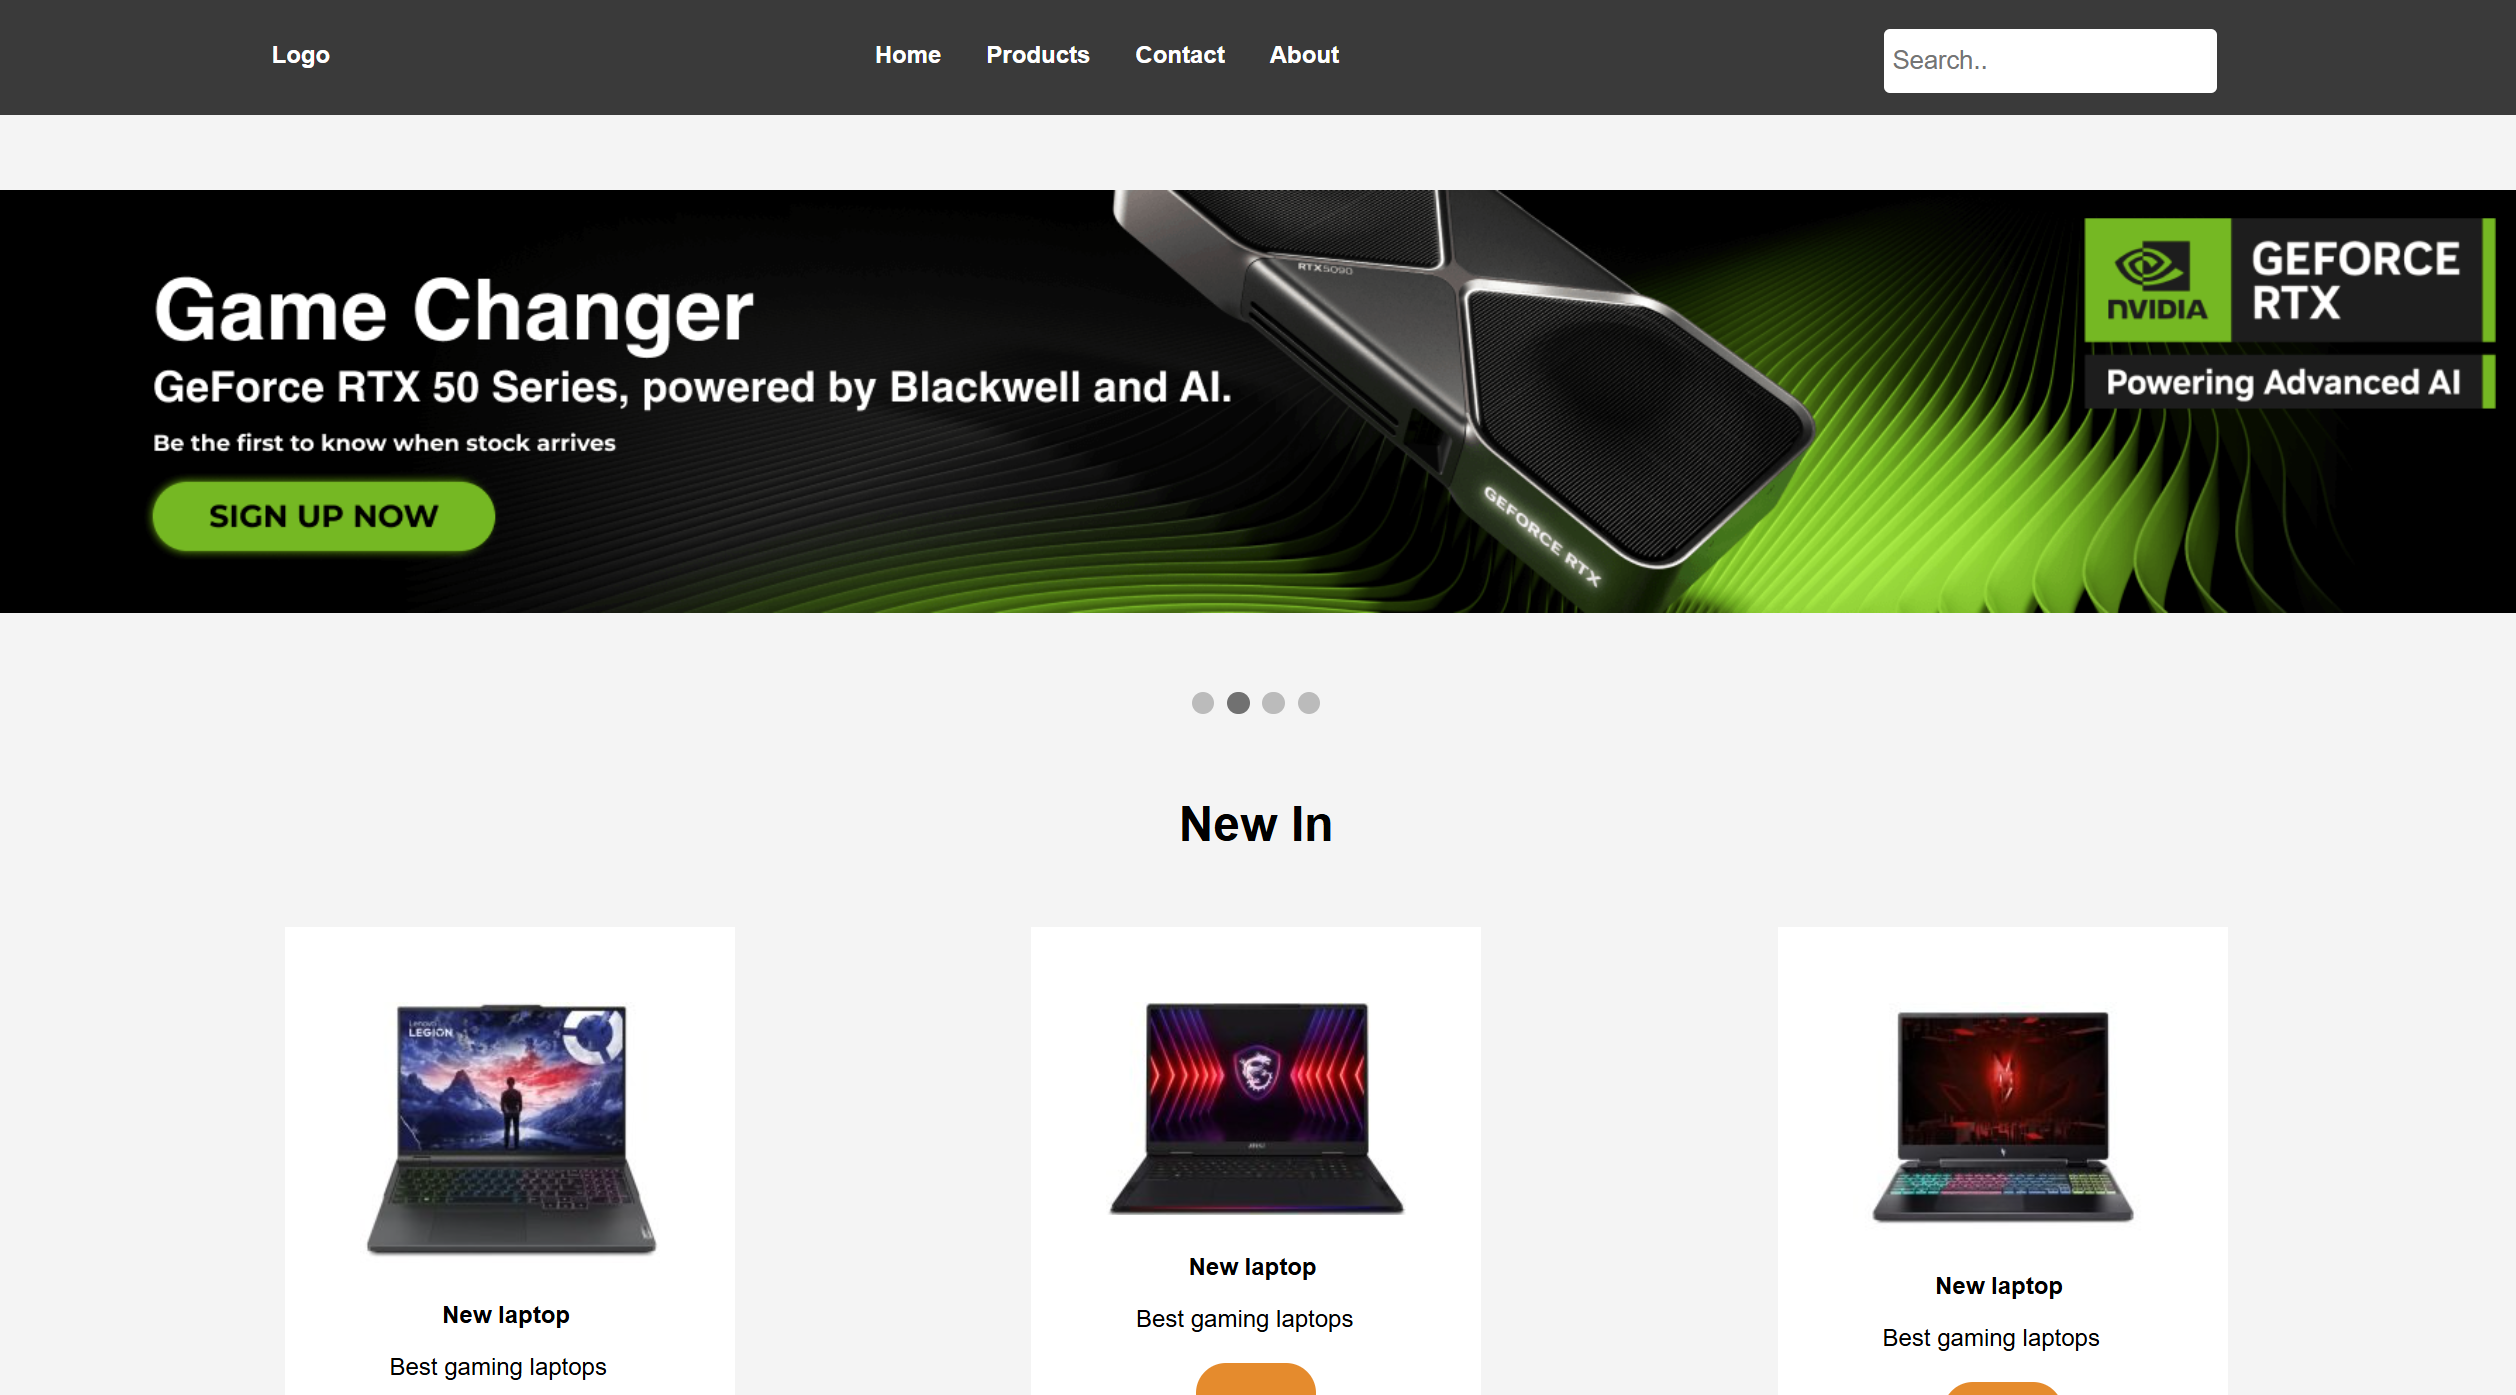 Logo
Home Products Contact About
Search..
Game Changer
GeForce RTX 50 Series, powered by Blackwell and AI.
Be the first to know when stock arrives
SIGN UP NOW
RTX5090
GEFORCE RTX
NVIDIA
GEFORCE
RTX
Powering Advanced AI
New In
Lenovo
LEGION
New laptop
Best gaming laptops
msi
New laptop
Best gaming laptops
New laptop
Best gaming laptops